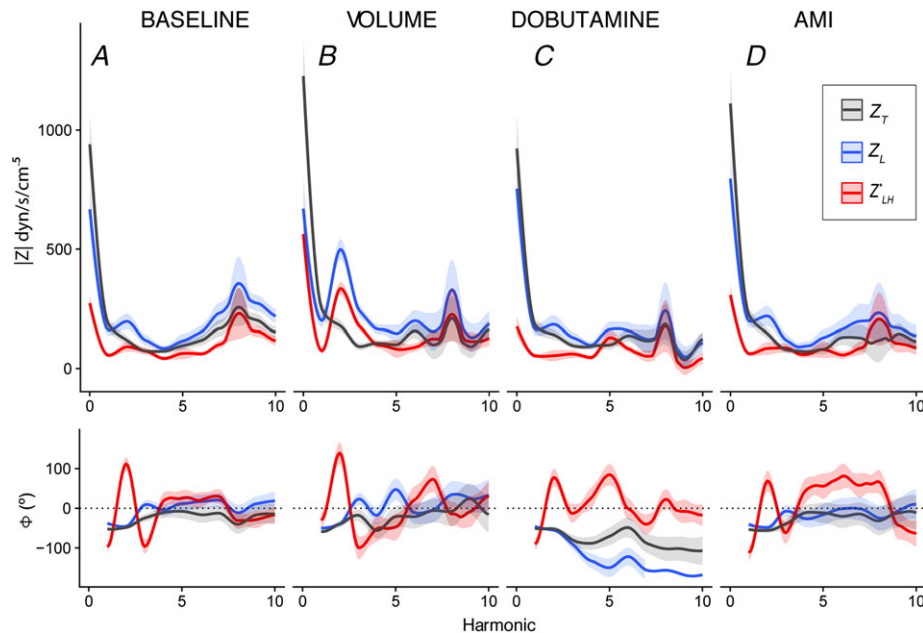 BASELINE VOLUME DOBUTAMINE AMI
A B C D
Z_T
Z_L
Z*_LH
|Z| dyn/s/cm⁻⁵
1000
500
0
0 5 10 0 5 10 0 5 10 0 5 10
Φ (°)
100
0
−100
0 5 10 0 5 10 0 5 10 0 5 10
Harmonic